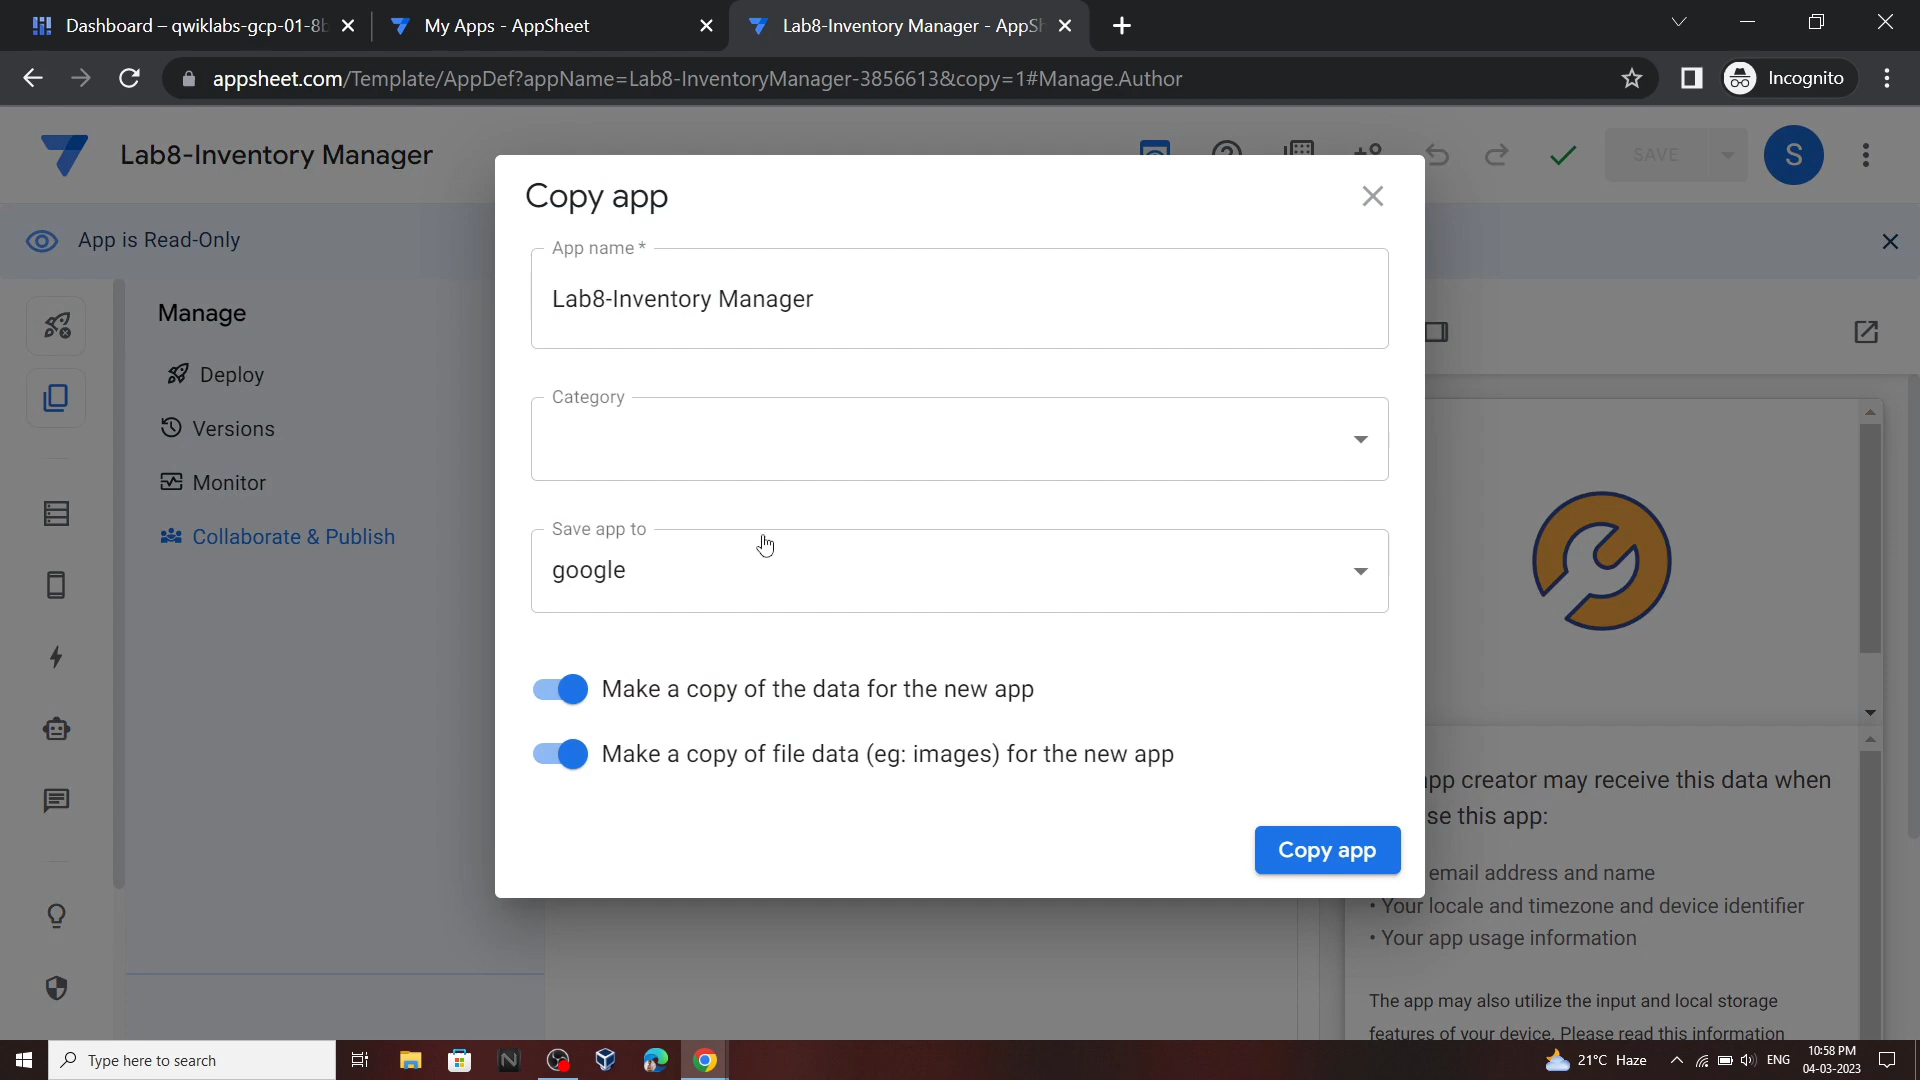 Dashboard – qwiklabs-gcp-01-8b
My Apps - AppSheet
Lab8-Inventory Manager - AppSh
appsheet.com/Template/AppDef?appName=Lab8-InventoryManager-3856613&copy=1#Manage.Author
Incognito
Lab8-Inventory Manager
SAVE
S
App is Read-Only
Manage
Deploy
Versions
Monitor
Collaborate & Publish
Copy app
App name *
Lab8-Inventory Manager
Category
Save app to
google
Make a copy of the data for the new app
Make a copy of file data (eg: images) for the new app
Copy app
app creator may receive this data when
se this app:
email address and name
• Your locale and timezone and device identifier
• Your app usage information
The app may also utilize the input and local storage
features of your device. Please read this information
Type here to search
21°C Haze
ENG
10:58 PM
04-03-2023